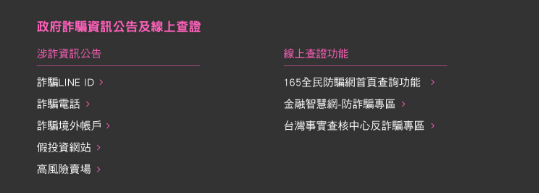 政府詐騙資訊公告及線上查證
涉詐資訊公告
詐騙LINE ID
詐騙電話
詐騙境外帳戶
假投資網站
高風險賣場
線上查證功能
165全民防騙網首頁查詢功能
金融智慧網-防詐騙專區
台灣事實查核中心反詐騙專區